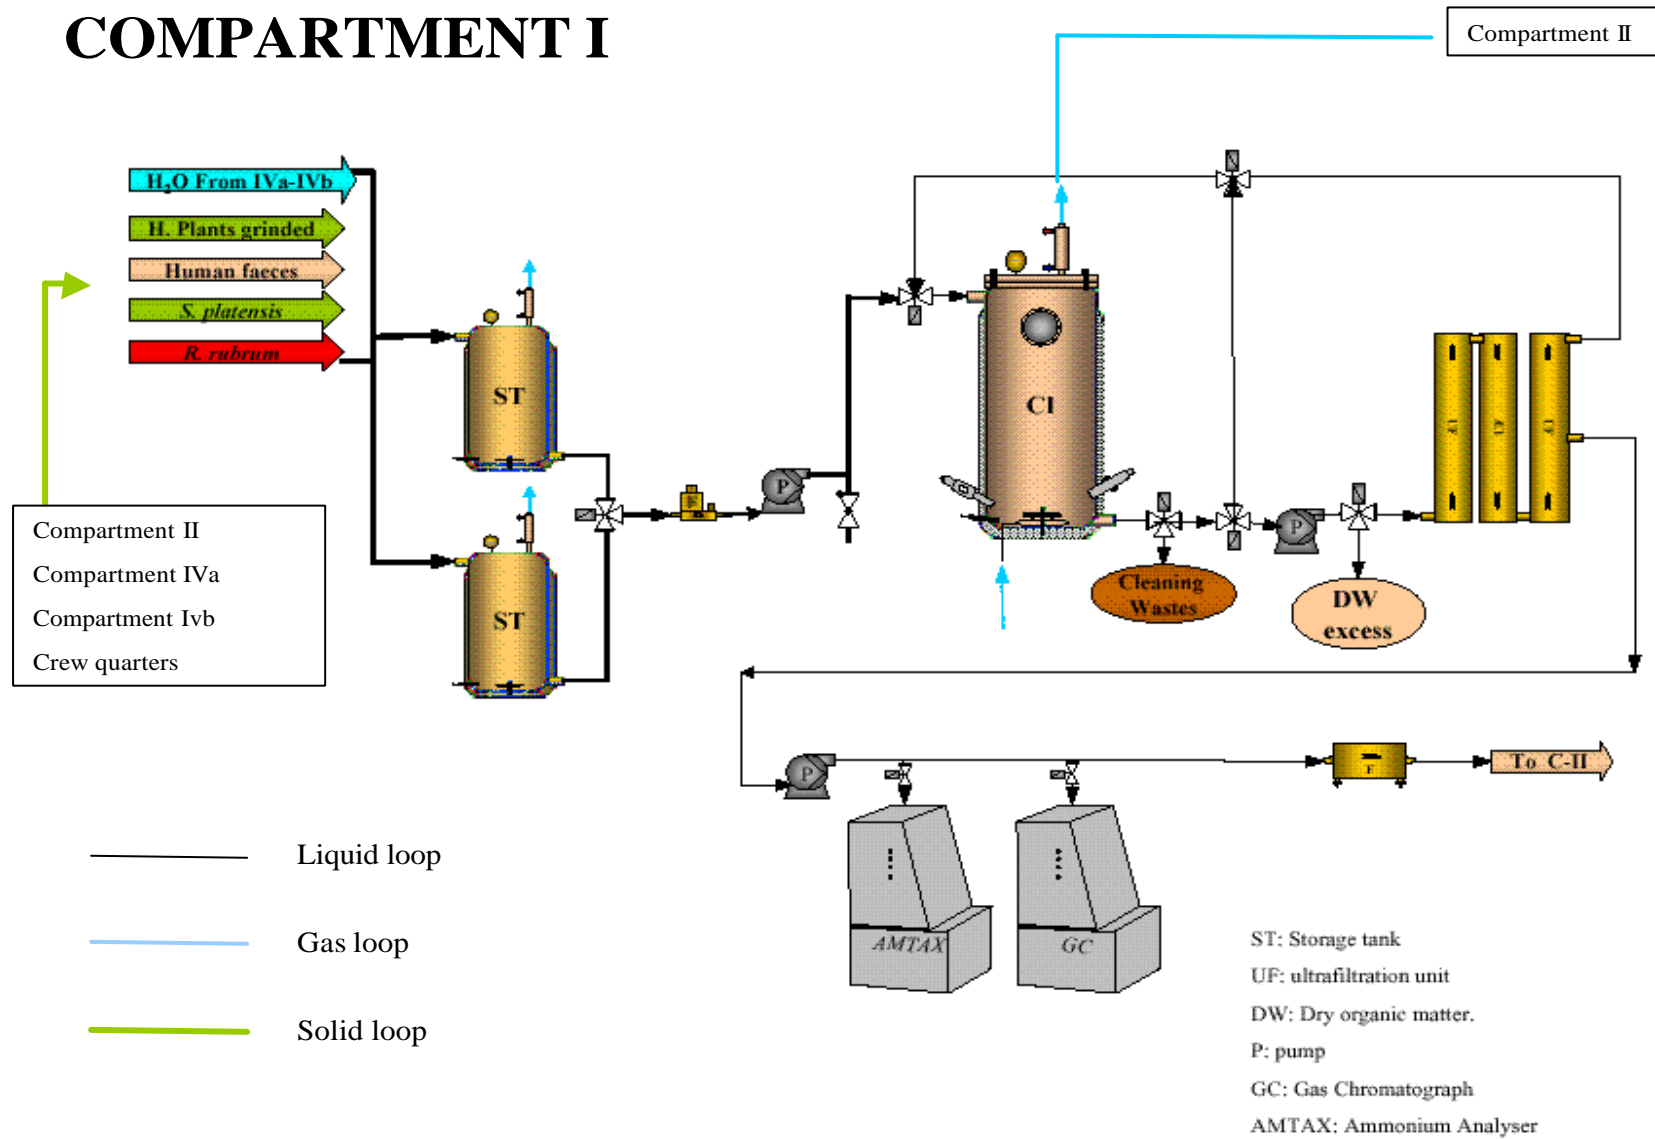 COMPARTMENT I
Compartment II
H₂O From IVa-IVb
H. Plants grinded
Human faeces
S. platensis
R. rubrum
ST
CI
UF
UF
P
P
Compartment II
Compartment IVa
Compartment Ivb
Crew quarters
ST
Cleaning
Wastes
DW
excess
P
F
To C-II
AMTAX
GC
Liquid loop
Gas loop
Solid loop
ST: Storage tank
UF: ultrafiltration unit
DW: Dry organic matter.
P: pump
GC: Gas Chromatograph
AMTAX: Ammonium Analyser